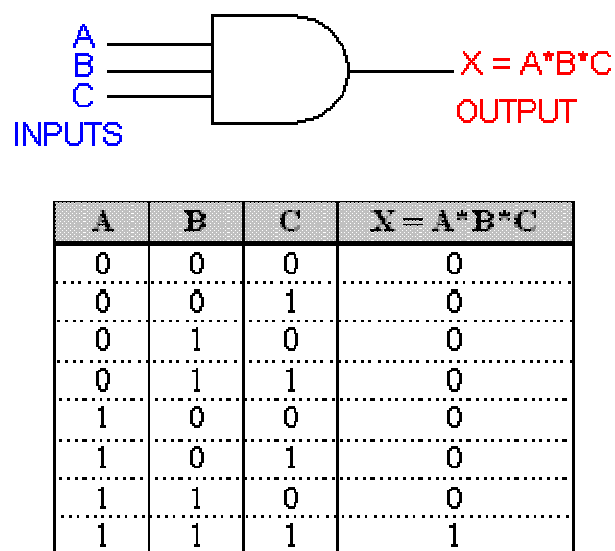 A
B
C
INPUTS
X = A*B*C
OUTPUT
A B C X = A*B*C
0 0 0 0
0 0 1 0
0 1 0 0
0 1 1 0
1 0 0 0
1 0 1 0
1 1 0 0
1 1 1 1